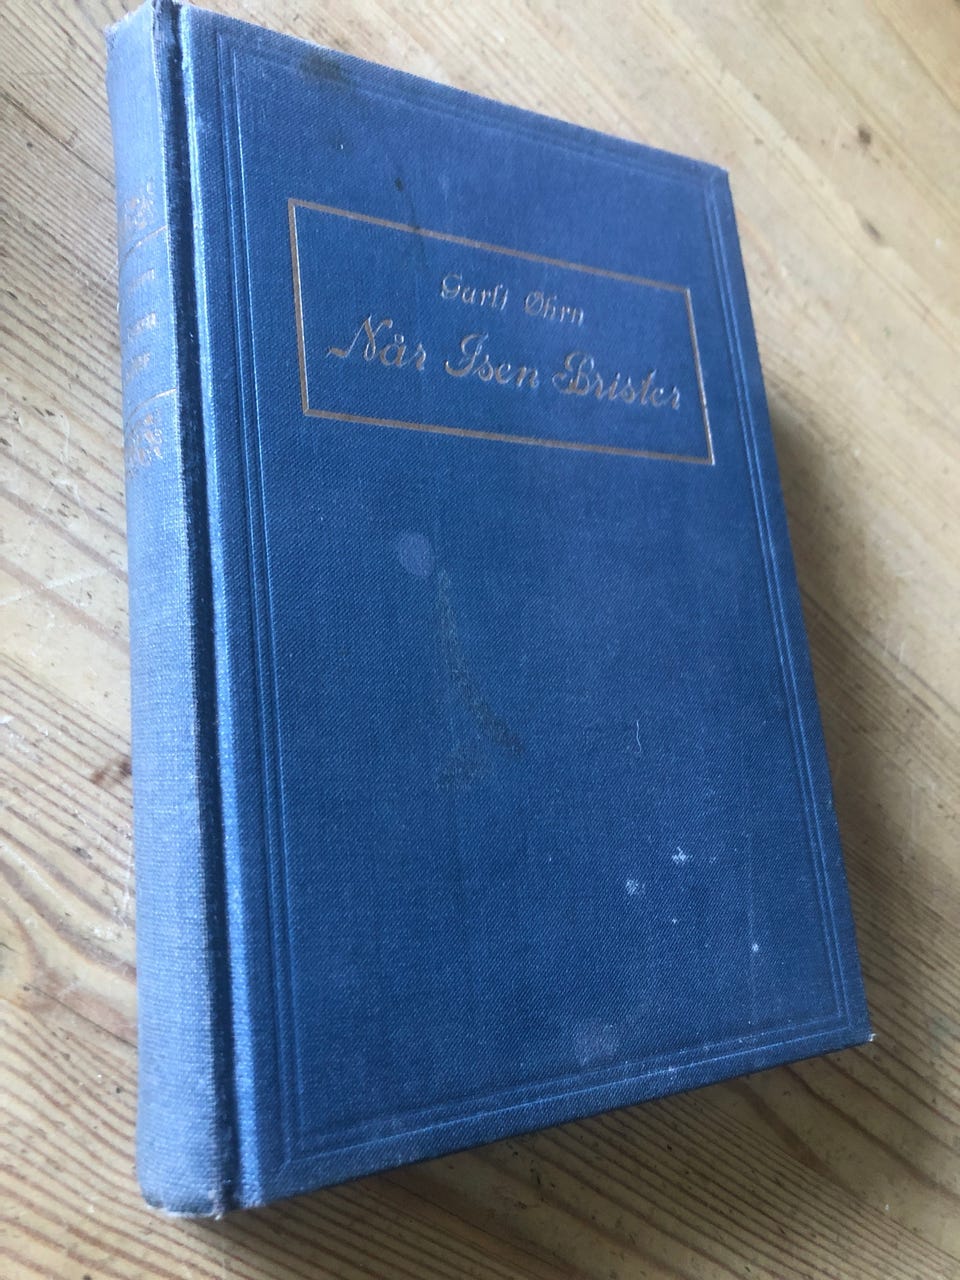 Gurli Øhrn
Når Isen Brister